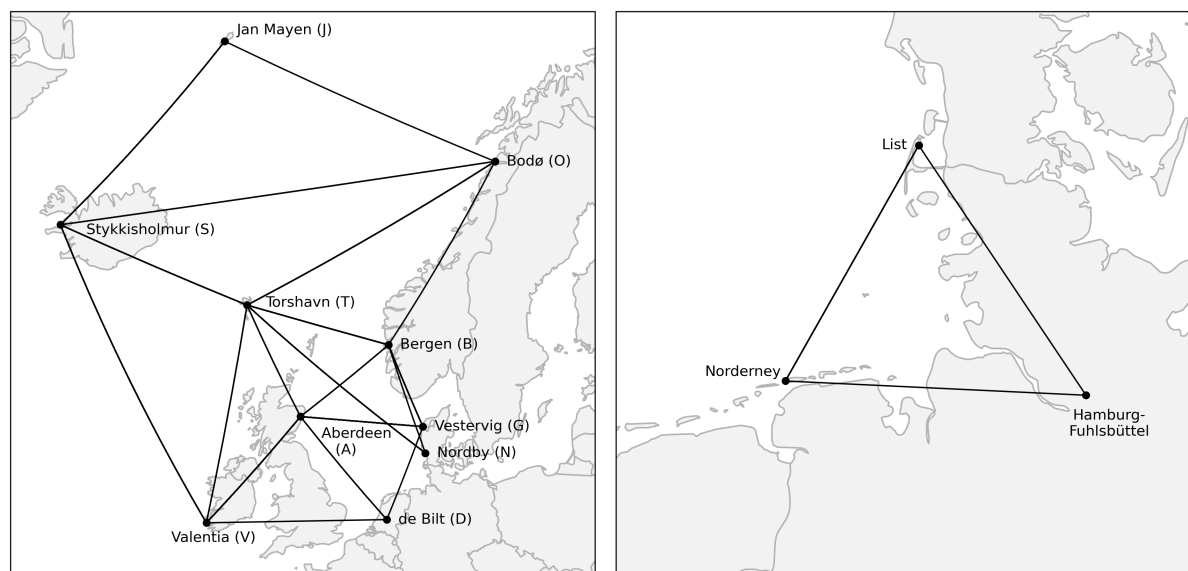 Jan Mayen (J)
Bodø (O)
Stykkisholmur (S)
Torshavn (T)
Bergen (B)
Vestervig (G)
Aberdeen
(A)
Nordby (N)
de Bilt (D)
Valentia (V)
List
Norderney
Hamburg-
Fuhlsbüttel